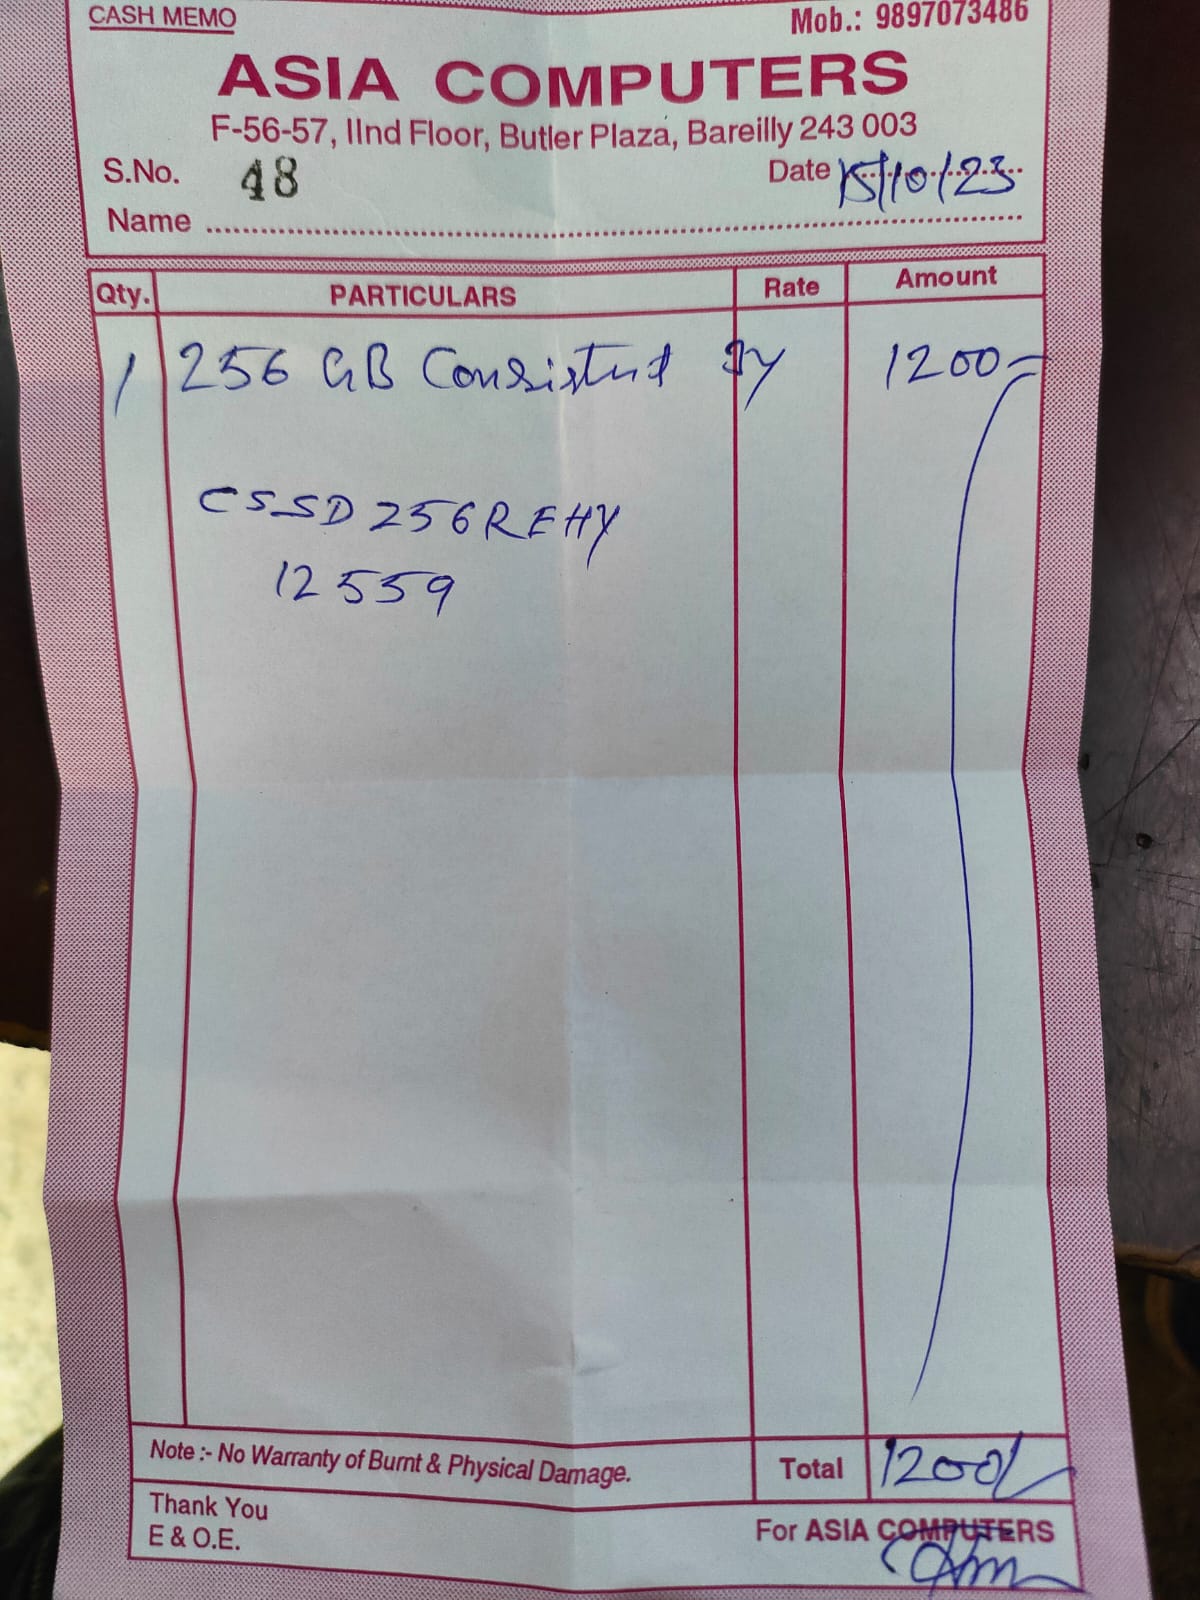 CASH MEMO
Mob.: 9897073486
ASIA COMPUTERS
F-56-57, IInd Floor, Butler Plaza, Bareilly 243 003
S.No. 48 Date 15/10/23
Name
Qty. PARTICULARS Rate Amount
1 256 GB Consistent 3y 1200=
CSSD256REHY
12559
Note :- No Warranty of Burnt & Physical Damage.
Total 1200/-
Thank You
E & O.E.
For ASIA COMPUTERS